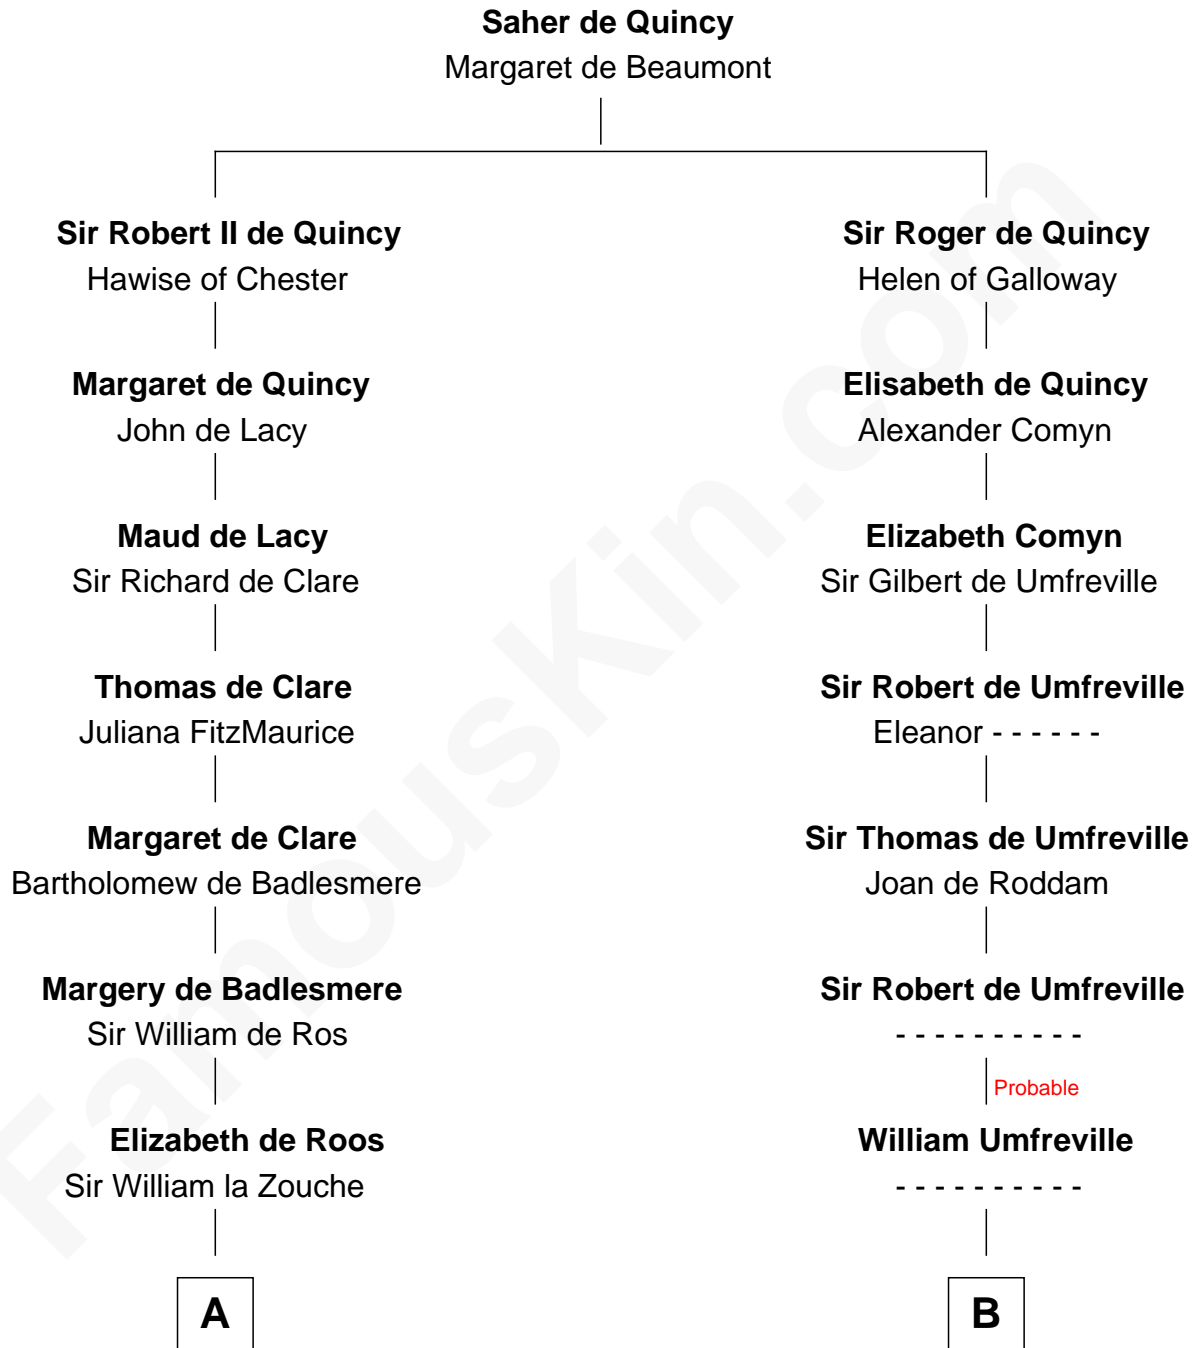 Saher de Quincy
Margaret de Beaumont
Sir Robert II de Quincy
Hawise of Chester
Sir Roger de Quincy
Helen of Galloway
Margaret de Quincy
John de Lacy
Elisabeth de Quincy
Alexander Comyn
Maud de Lacy
Sir Richard de Clare
Elizabeth Comyn
Sir Gilbert de Umfreville
Thomas de Clare
Juliana FitzMaurice
Sir Robert de Umfreville
Eleanor - - - - - -
Margaret de Clare
Bartholomew de Badlesmere
Sir Thomas de Umfreville
Joan de Roddam
Margery de Badlesmere
Sir William de Ros
Sir Robert de Umfreville
- - - - - - - - - -
Probable
Elizabeth de Roos
Sir William la Zouche
William Umfreville
- - - - - - - - - -
A
B
FamousKin.com